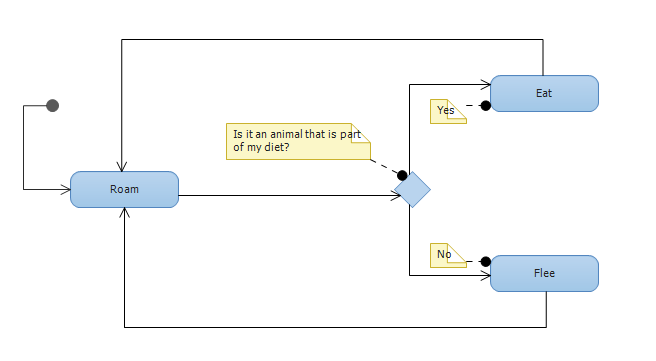 Eat
Yes
Is it an animal that is part
of my diet?
Roam
No
Flee